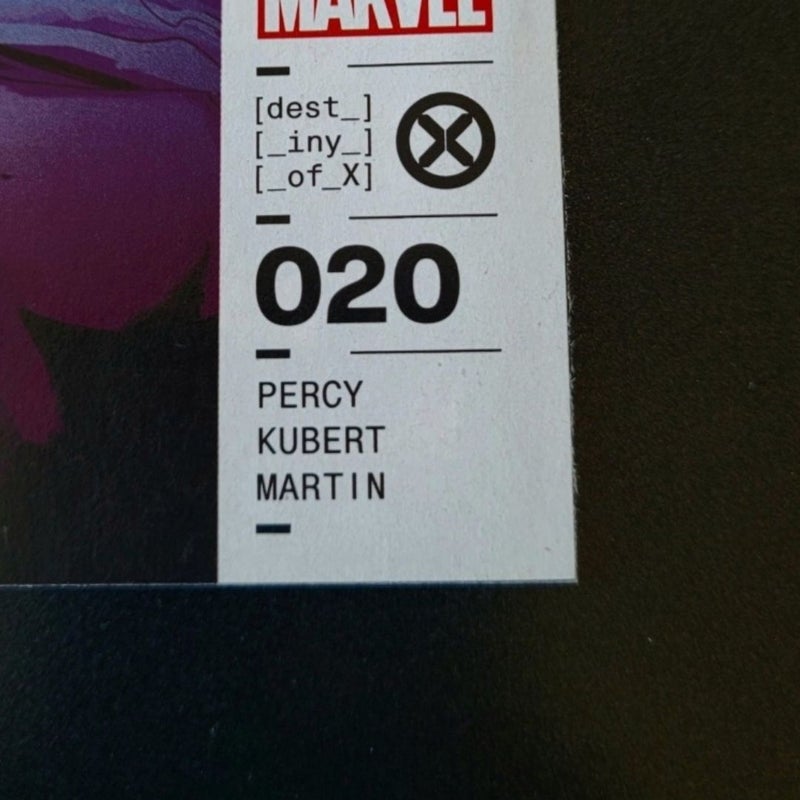 MARVEL
[dest_]
[_iny_]
[_of_X]
020
PERCY
KUBERT
MARTIN